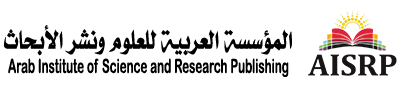 المؤسسة العربية للعلوم ونشر الأبحاث
Arab Institute of Science and Research Publishing
AISRP